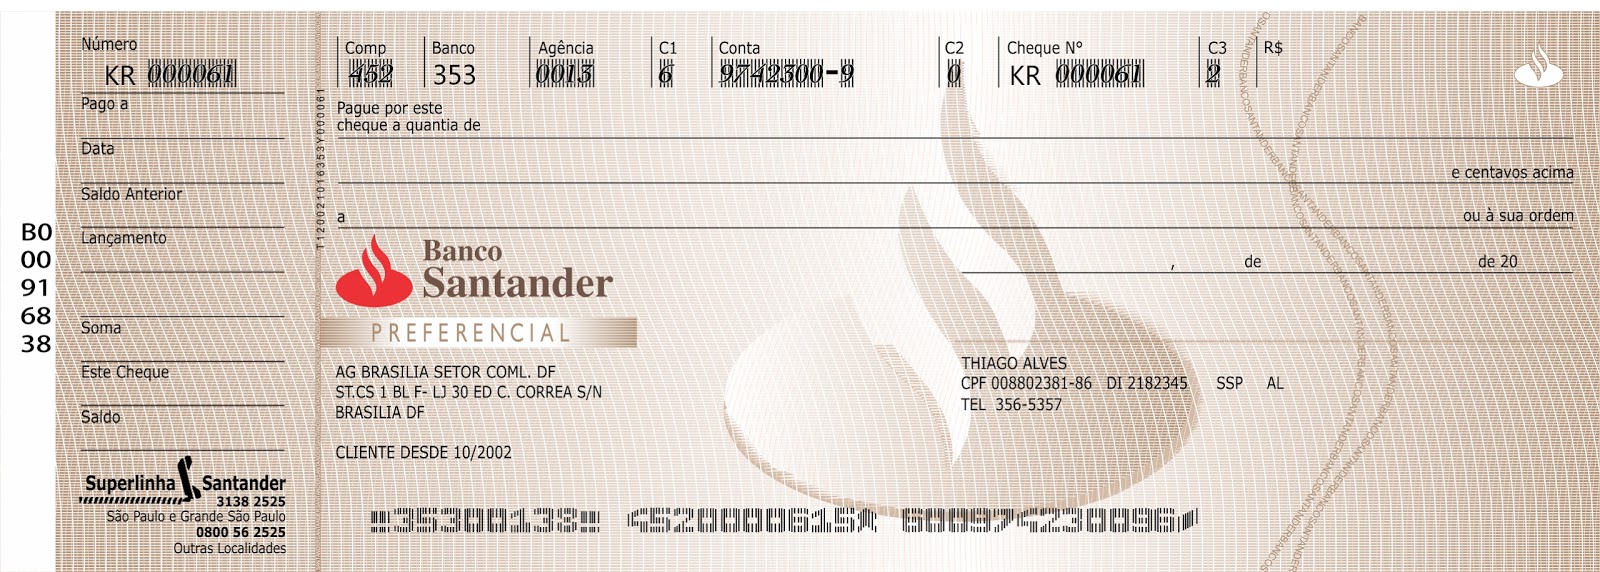 Número
KR 000061
Pago a
Data
Saldo Anterior
Lançamento
Soma
Este Cheque
Saldo
Superlinha Santander
3138 2525
São Paulo e Grande São Paulo
0800 56 2525
Outras Localidades
B0
00
91
68
38
T120021016353Y000061
Comp Banco Agência C1 Conta C2 Cheque Nº C3 R$
452 353 0013 6 9742300-9 0 KR 000061 2
Pague por este
cheque a quantia de
e centavos acima
a ou à sua ordem
, de de 20
Banco
Santander
PREFERENCIAL
AG BRASILIA SETOR COML. DF
ST.CS 1 BL F- LJ 30 ED C. CORREA S/N
BRASILIA DF
CLIENTE DESDE 10/2002
THIAGO ALVES
CPF 008802381-86 DI 2182345 SSP AL
TEL 356-5357